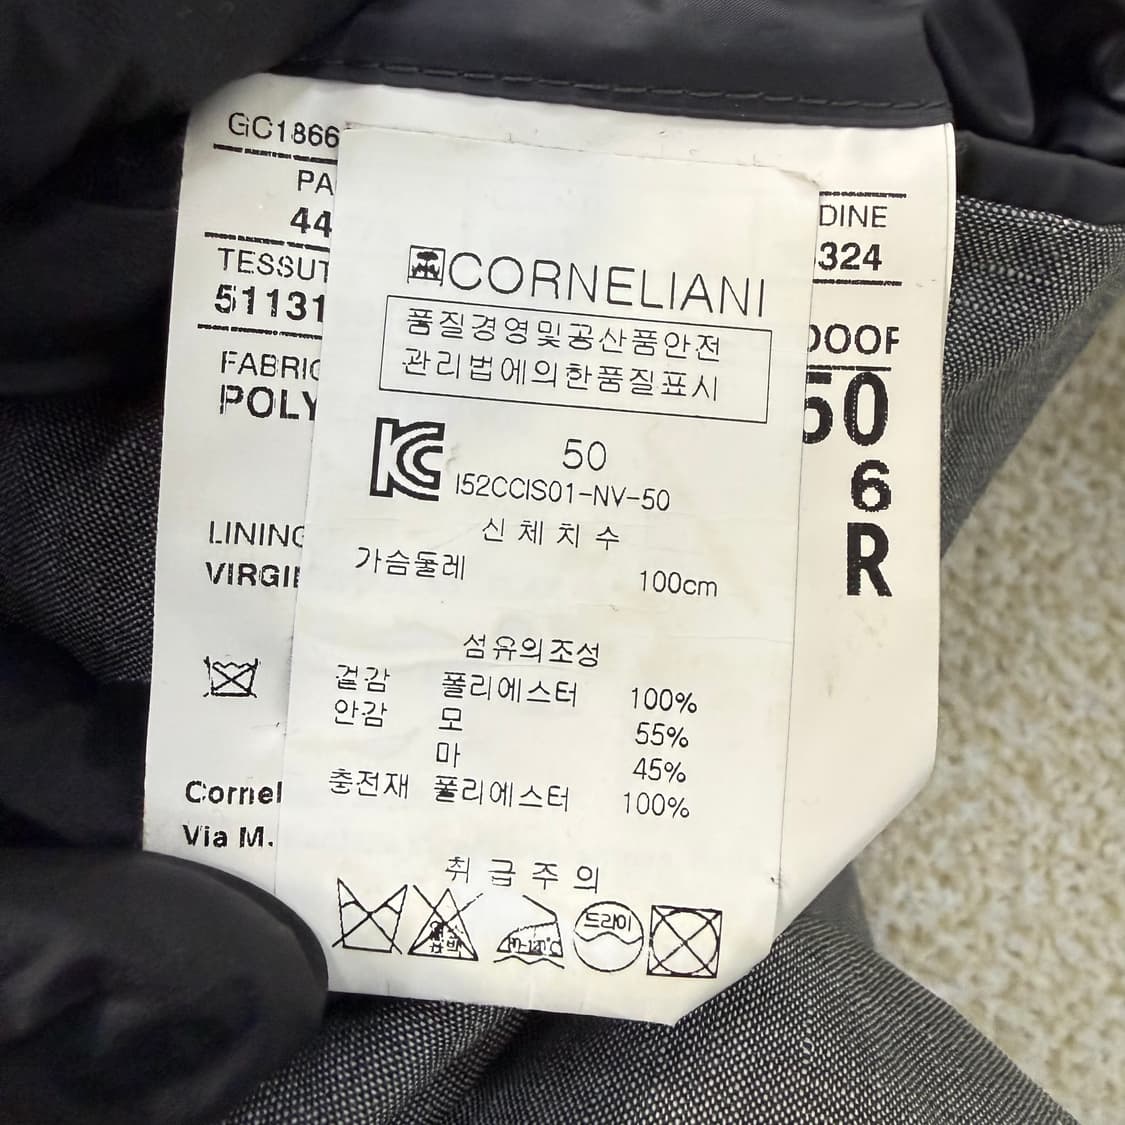 GC1866
PA
44
TESSUT
51131
FABRIC
POLY
LINING
VIRGI
Cornel
Via M.
CORNELIANI
품질경영및공산품안전
관리법에의한품질표시
50
I52CCIS01-NV-50
신체치수
가슴둘레 100cm
섬유의조성
겉감 폴리에스터 100%
안감 모 55%
마 45%
충전재 폴리에스터 100%
취급주의
드라이
DINE
324
DOOR
50
6
R